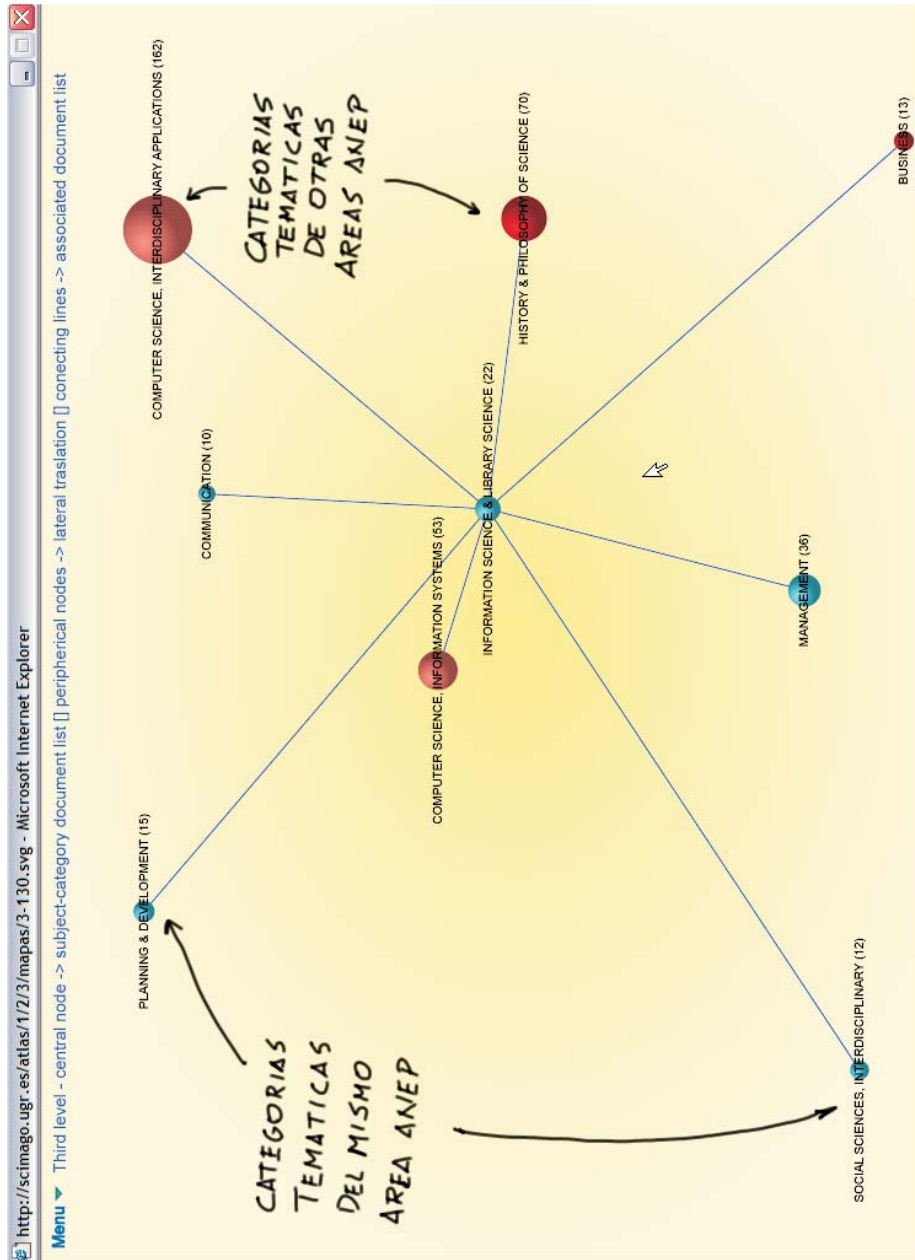 http://scimago.ugr.es/atlas/1/2/3/mapas/3-130.svg - Microsoft Internet Explorer
Menu Third level - central node -> subject-category document list [] peripherical nodes -> lateral traslation [] conecting lines -> associated document list
COMPUTER SCIENCE, INTERDISCIPLINARY APPLICATIONS (162)
PLANNING & DEVELOPMENT (15)
COMMUNICATION (10)
CATEGORIAS
TEMATICAS
DE OTRAS
AREAS ANEP
COMPUTER SCIENCE, INFORMATION SYSTEMS (53)
INFORMATION SCIENCE & LIBRARY SCIENCE (22)
HISTORY & PHILOSOPHY OF SCIENCE (70)
CATEGORIAS
TEMATICAS
DEL MISMO
AREA ANEP
MANAGEMENT (36)
SOCIAL SCIENCES, INTERDISCIPLINARY (12)
BUSINESS (13)